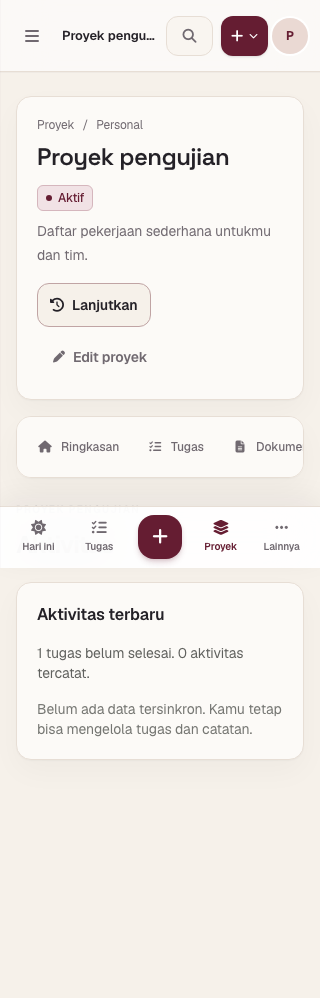 Proyek pengu...
P
Proyek / Personal
Proyek pengujian
Aktif
Daftar pekerjaan sederhana untukmu
dan tim.
Lanjutkan
Edit proyek
Ringkasan
Tugas
Dokume
Hari ini
Tugas
Proyek
Lainnya
Aktivitas terbaru
1 tugas belum selesai. 0 aktivitas
tercatat.
Belum ada data tersinkron. Kamu tetap
bisa mengelola tugas dan catatan.